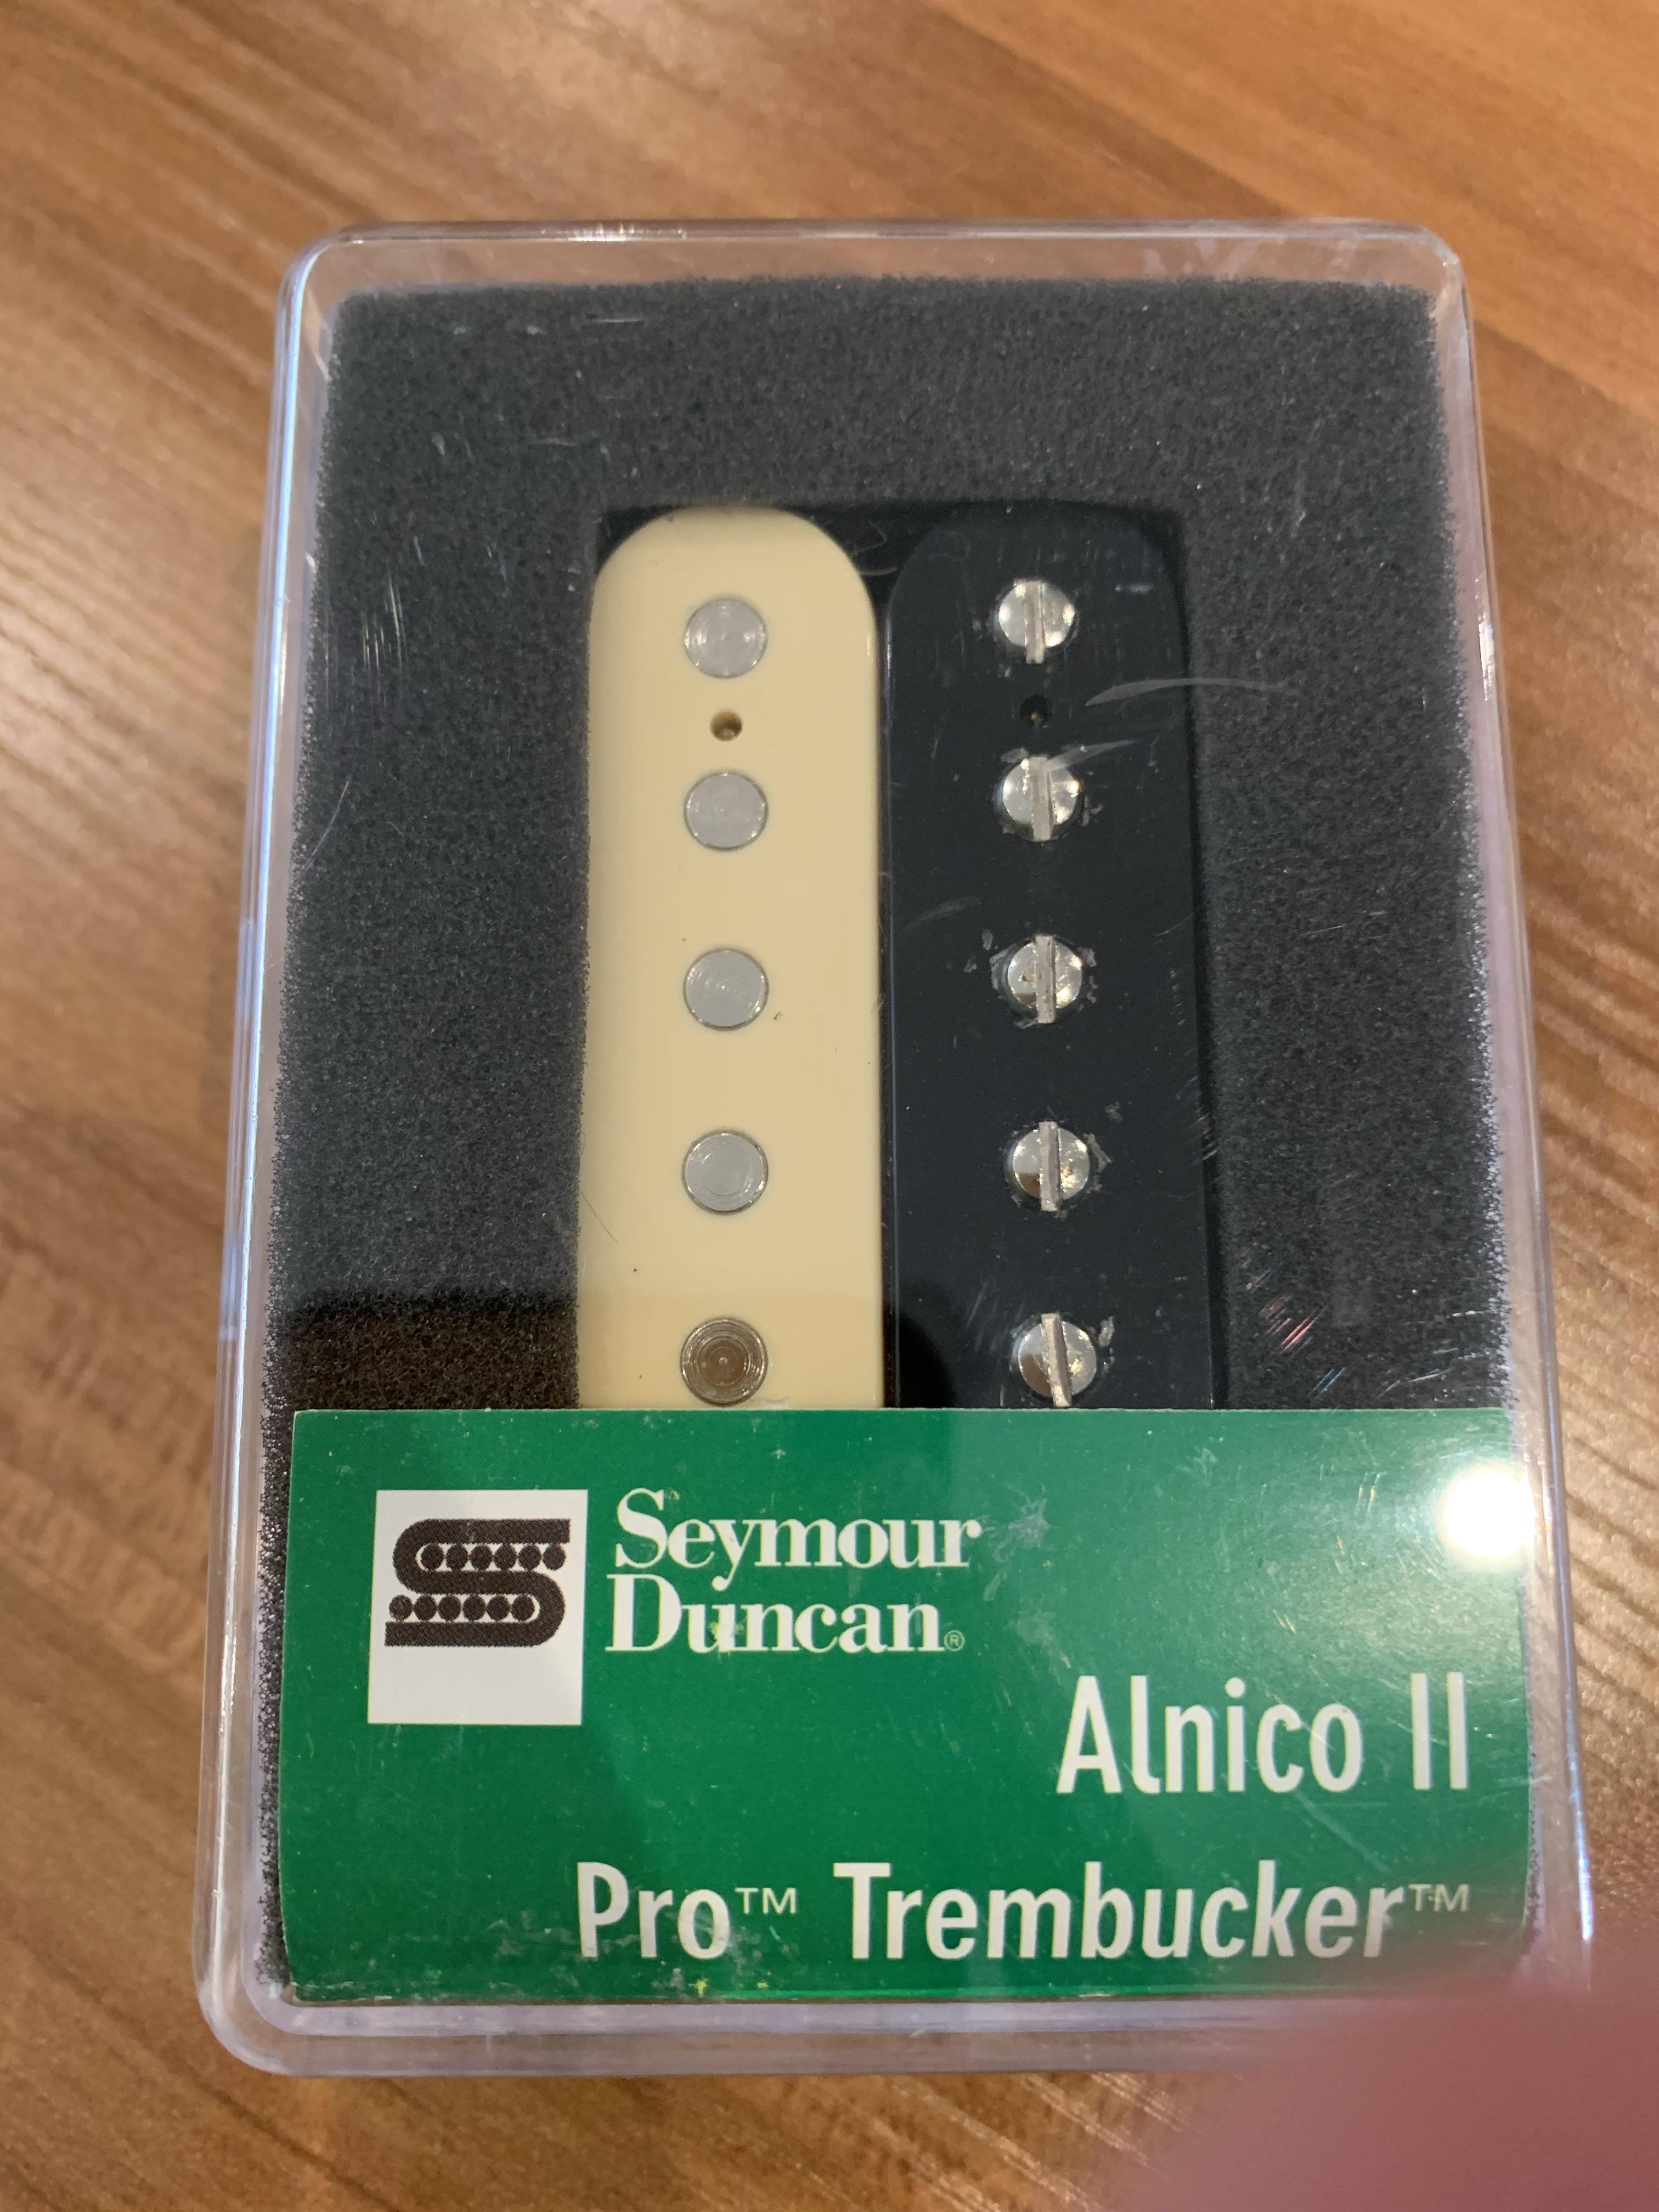 Seymour
Duncan®
Alnico II
Pro™ Trembucker™